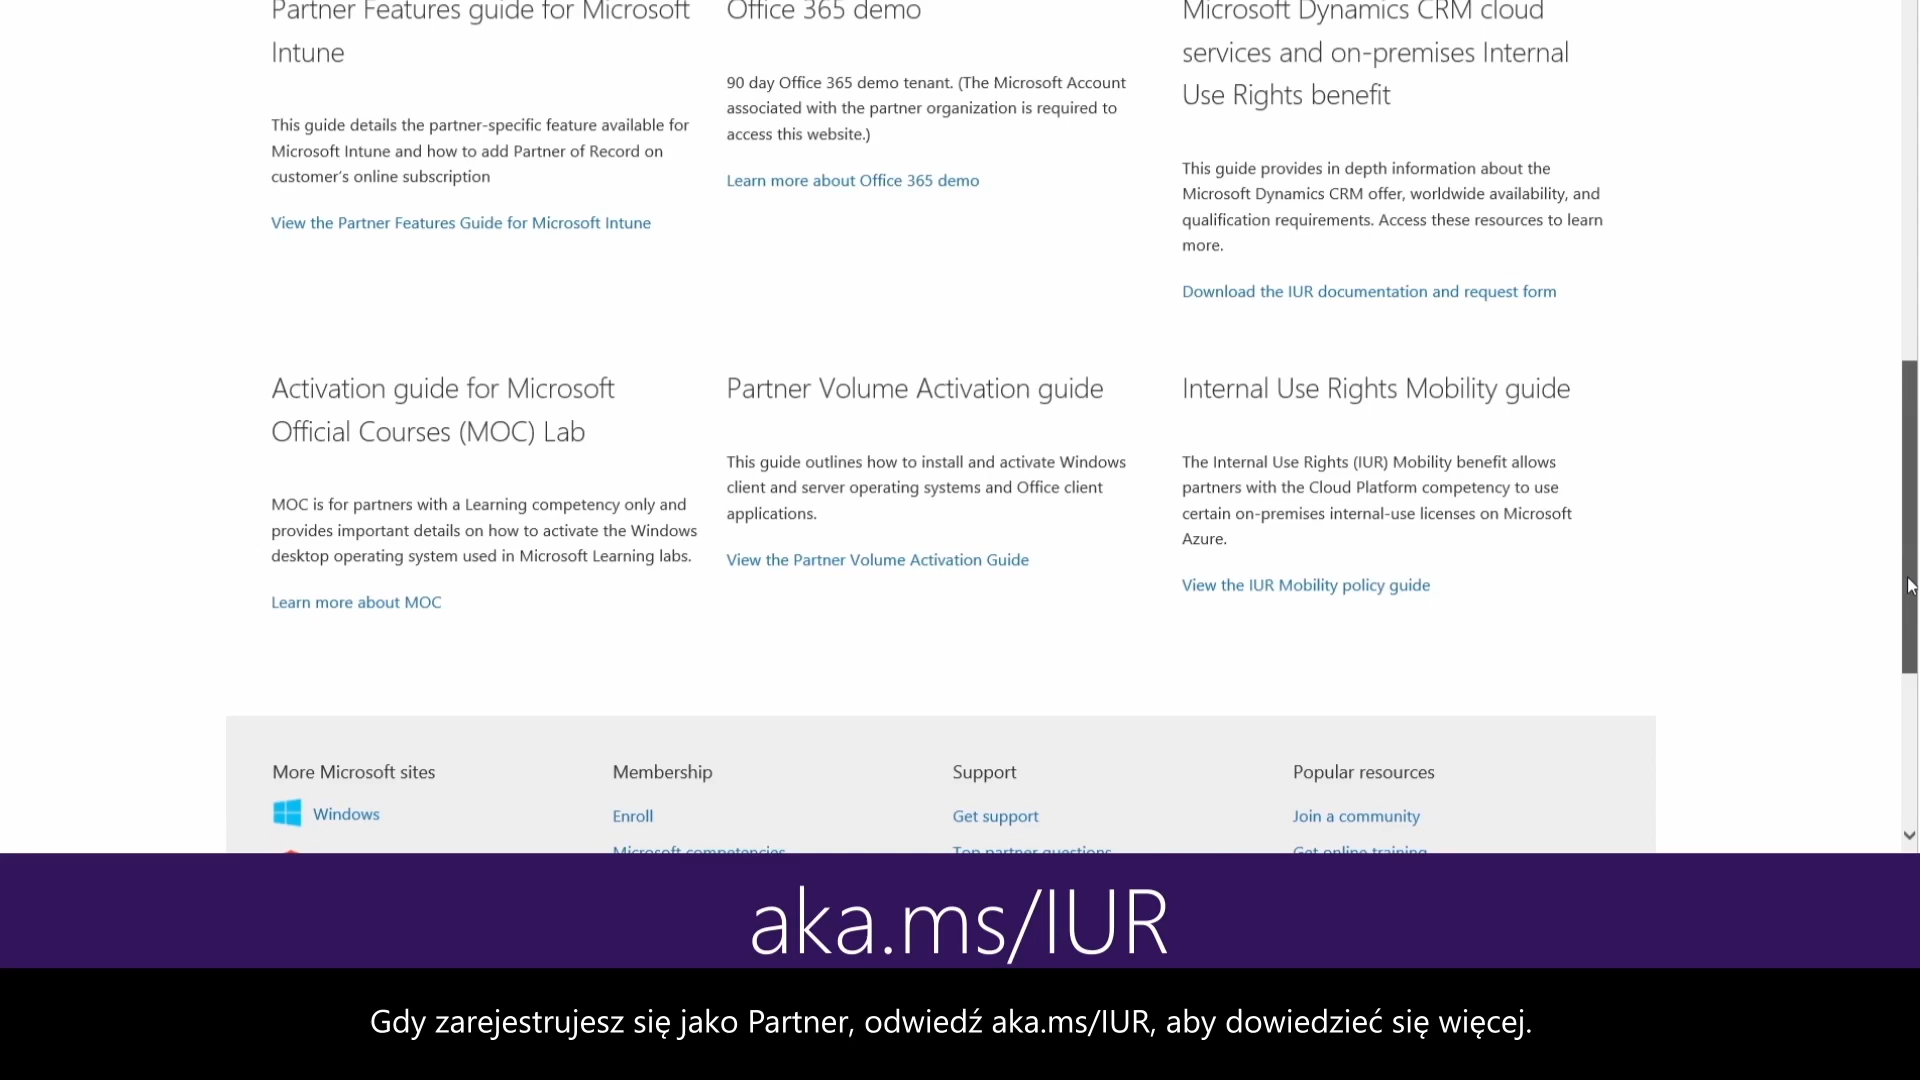 Partner Features guide for Microsoft
Intune
This guide details the partner-specific feature available for
Microsoft Intune and how to add Partner of Record on
customer's online subscription
View the Partner Features Guide for Microsoft Intune
Office 365 demo
90 day Office 365 demo tenant. (The Microsoft Account
associated with the partner organization is required to
access this website.)
Learn more about Office 365 demo
Microsoft Dynamics CRM cloud
services and on-premises Internal
Use Rights benefit
This guide provides in depth information about the
Microsoft Dynamics CRM offer, worldwide availability, and
qualification requirements. Access these resources to learn
more.
Download the IUR documentation and request form
Activation guide for Microsoft
Official Courses (MOC) Lab
MOC is for partners with a Learning competency only and
provides important details on how to activate the Windows
desktop operating system used in Microsoft Learning labs.
Learn more about MOC
Partner Volume Activation guide
This guide outlines how to install and activate Windows
client and server operating systems and Office client
applications.
View the Partner Volume Activation Guide
Internal Use Rights Mobility guide
The Internal Use Rights (IUR) Mobility benefit allows
partners with the Cloud Platform competency to use
certain on-premises internal-use licenses on Microsoft
Azure.
View the IUR Mobility policy guide
More Microsoft sites
Windows
Membership
Enroll
Microsoft competencies
Support
Get support
Top partner questions
Popular resources
Join a community
Get online training
aka.ms/IUR
Gdy zarejestrujesz się jako Partner, odwiedź aka.ms/IUR, aby dowiedzieć się więcej.